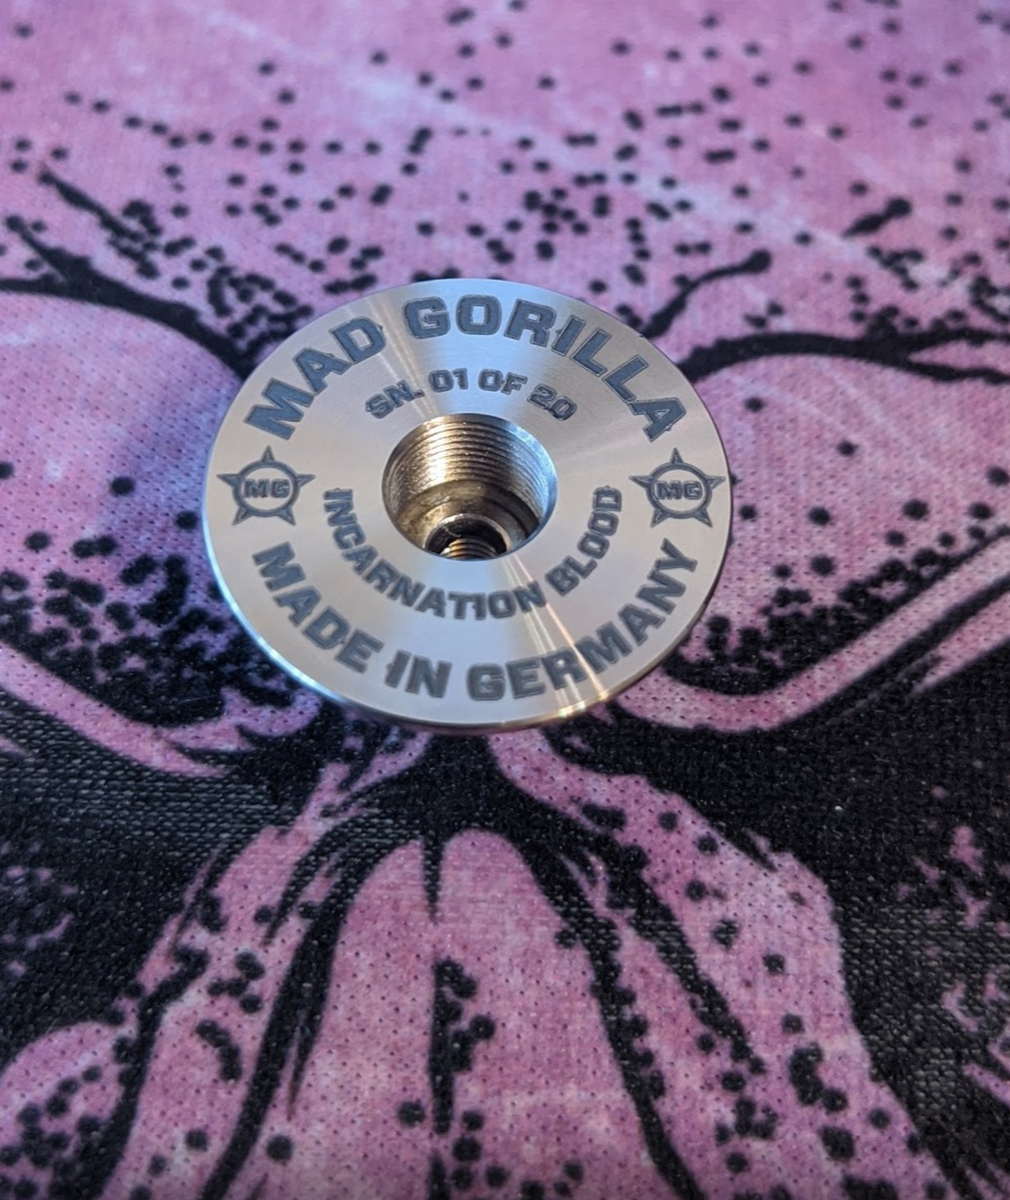 MAD GORILLA
SN. 01 OF 20
MG
MG
INCARNATION BLOOD
MADE IN GERMANY